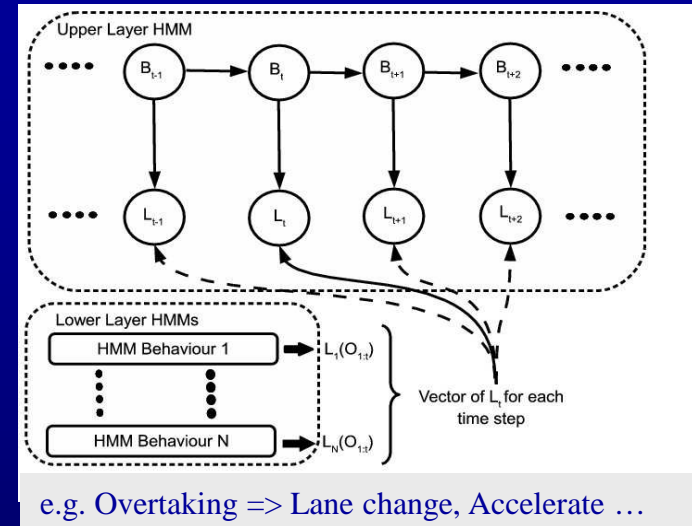 Upper Layer HMM
B_{t-1} B_t B_{t+1} B_{t+2}
L_{t-1} L_t L_{t+1} L_{t+2}
Lower Layer HMMs
HMM Behaviour 1
L_1(O_{1:t})
HMM Behaviour N
L_N(O_{1:t})
Vector of L_t for each
time step
e.g. Overtaking => Lane change, Accelerate …